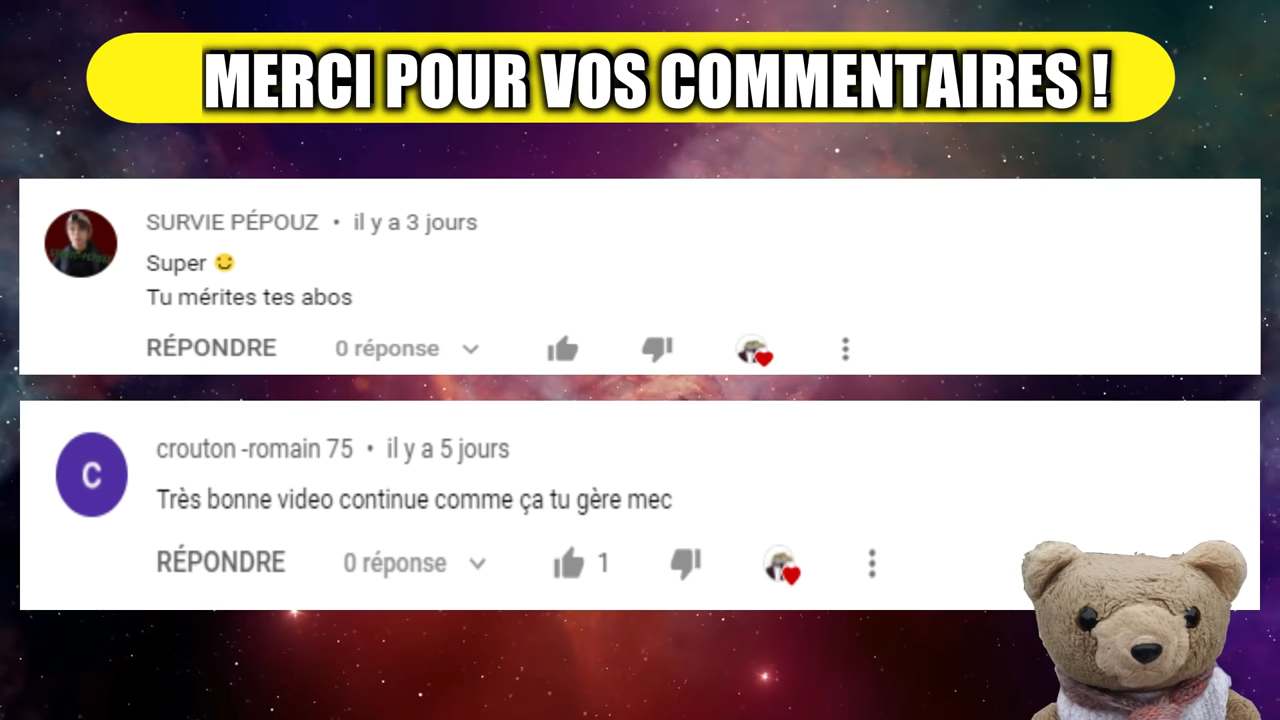 MERCI POUR VOS COMMENTAIRES !
SURVIE PÉPOUZ • il y a 3 jours
Super 😃
Tu mérites tes abos
RÉPONDRE 0 réponse
crouton -romain 75 • il y a 5 jours
C
Très bonne video continue comme ça tu gère mec
RÉPONDRE 0 réponse 1